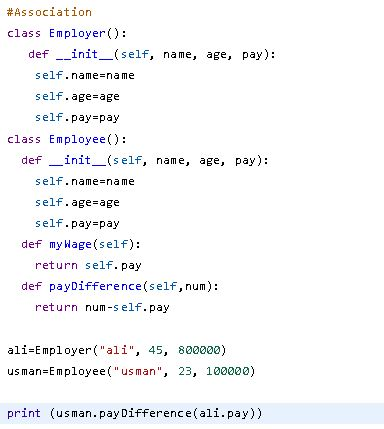 #Association
class Employer():
   def __init__(self, name, age, pay):
    self.name=name
    self.age=age
    self.pay=pay
class Employee():
  def __init__(self, name, age, pay):
    self.name=name
    self.age=age
    self.pay=pay
  def myWage(self):
    return self.pay
  def payDifference(self,num):
    return num-self.pay

ali=Employer("ali", 45, 800000)
usman=Employee("usman", 23, 100000)

print (usman.payDifference(ali.pay))